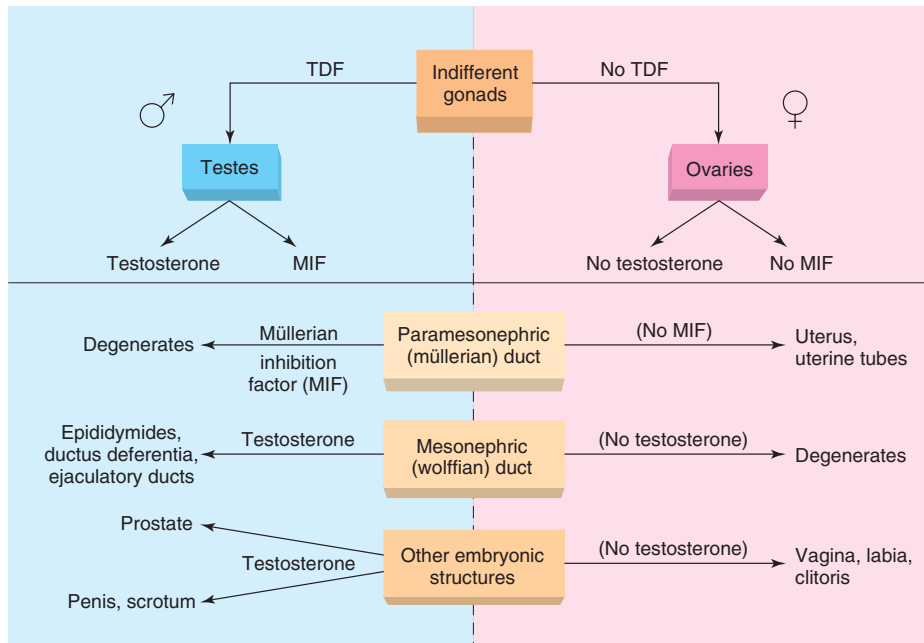 TDF
Indifferent
gonads
No TDF
♂
♀
Testes
Ovaries
Testosterone
MIF
No testosterone
No MIF
Degenerates
Müllerian
inhibition
factor (MIF)
Paramesonephric
(müllerian) duct
(No MIF)
Uterus,
uterine tubes
Epididymides,
ductus deferentia,
ejaculatory ducts
Testosterone
Mesonephric
(wolffian) duct
(No testosterone)
Degenerates
Prostate
Testosterone
Penis, scrotum
Other embryonic
structures
(No testosterone)
Vagina, labia,
clitoris